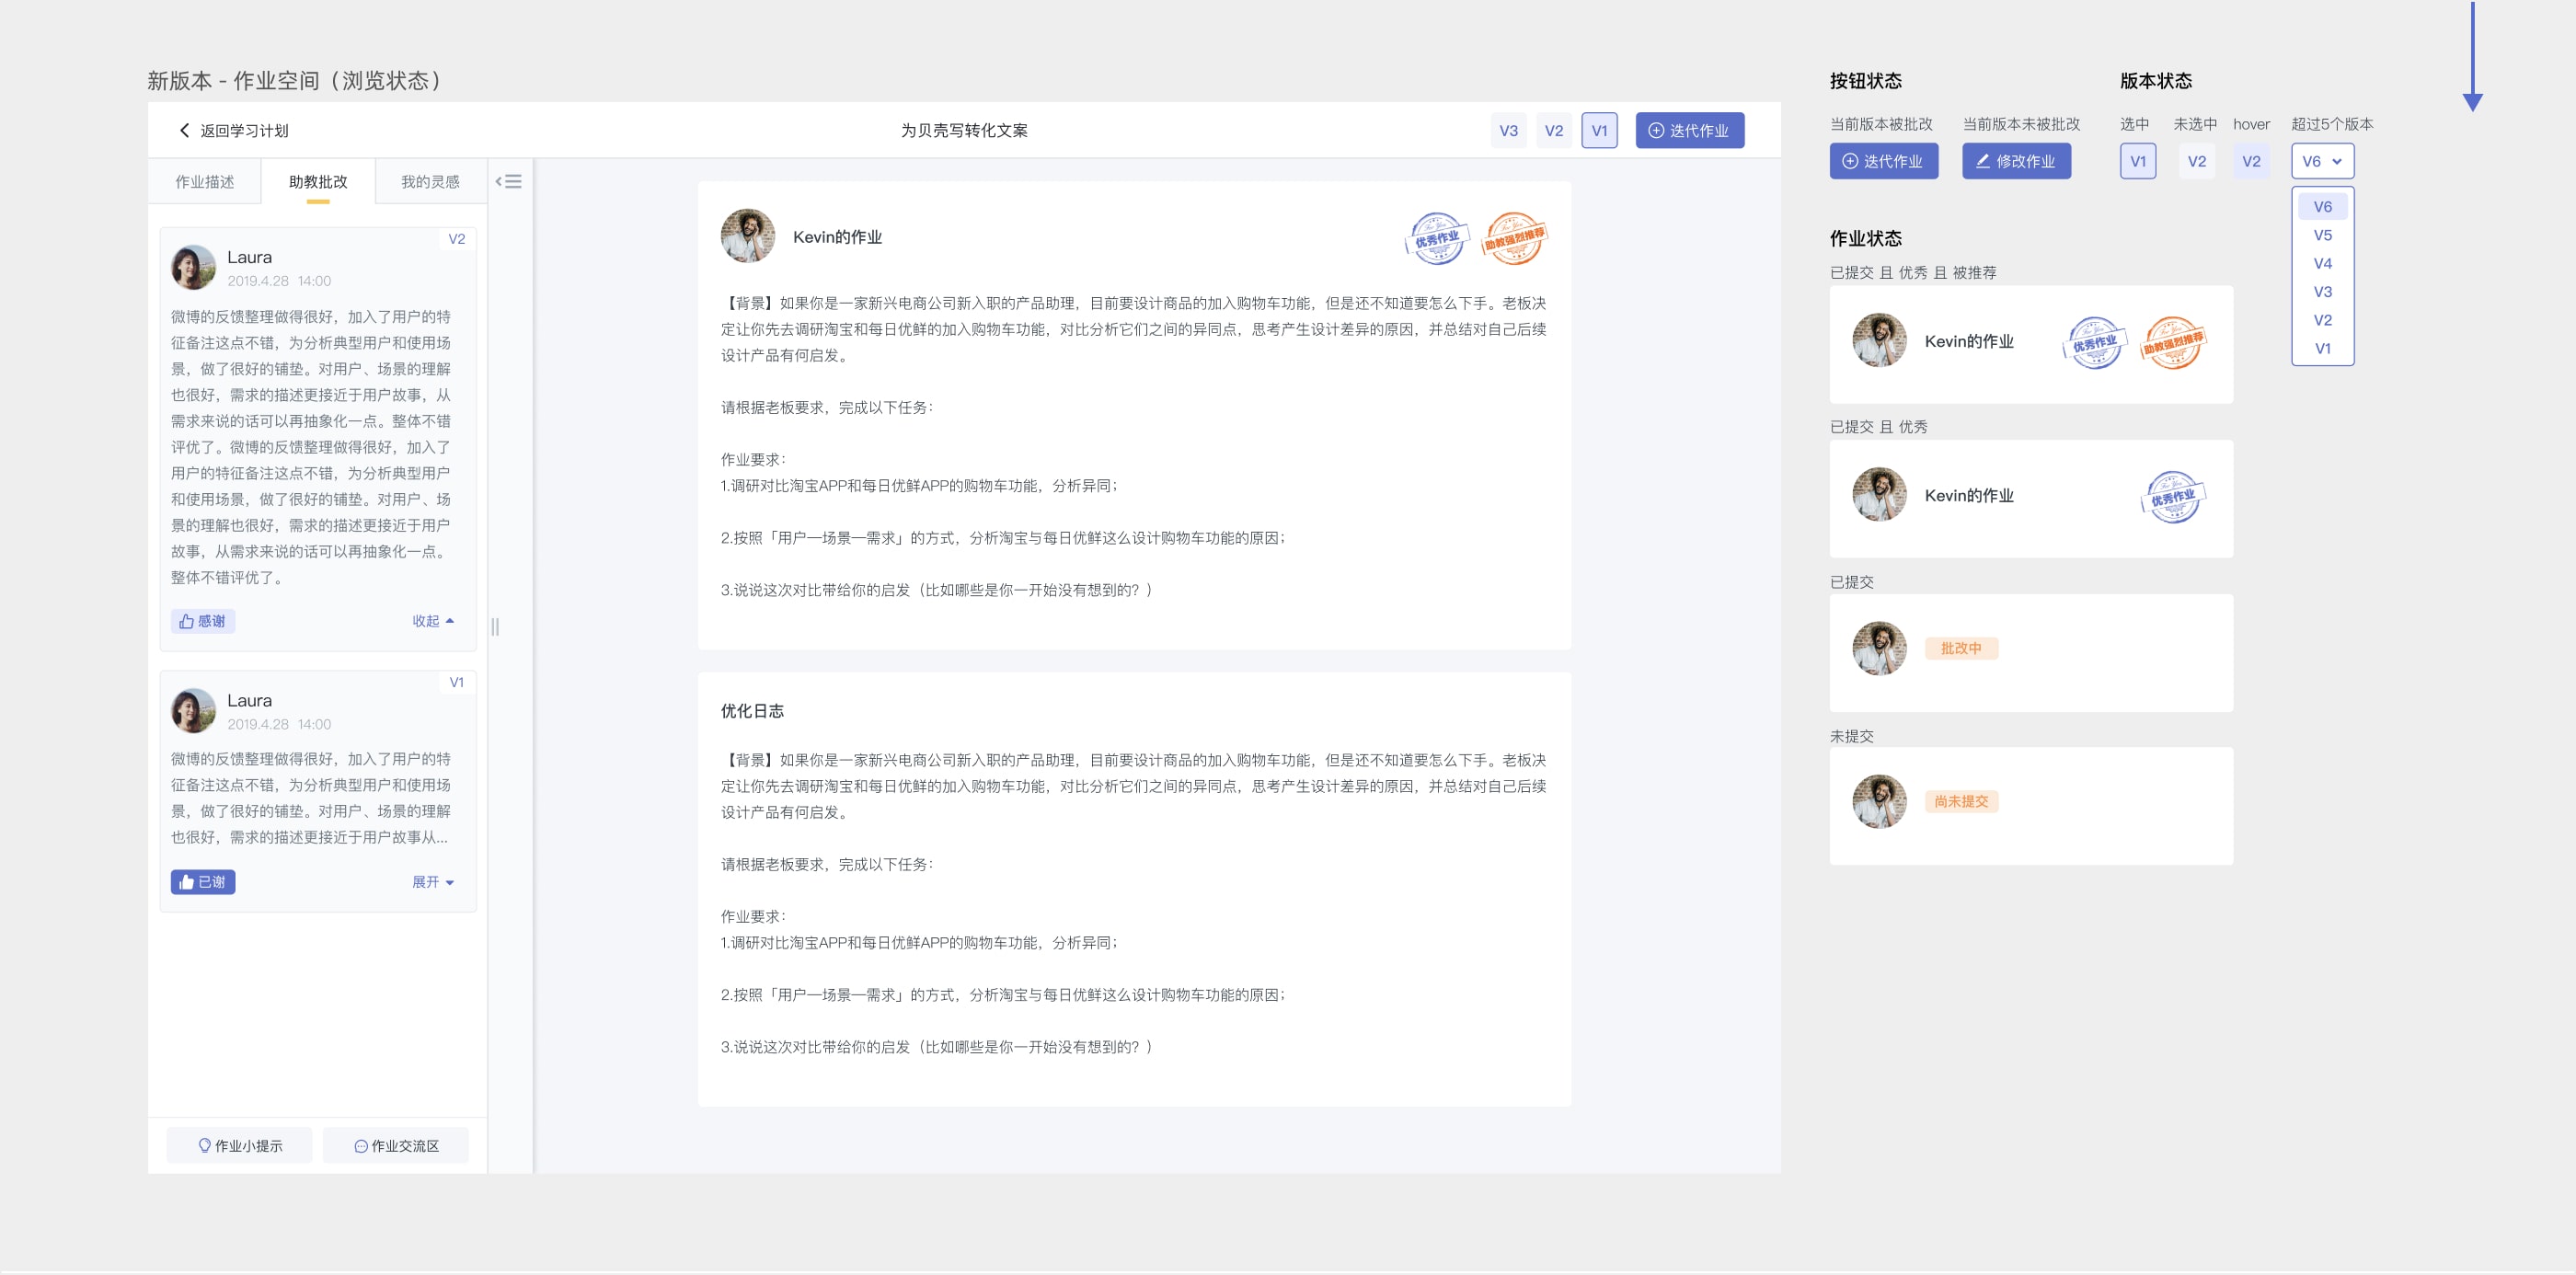 新版本 - 作业空间（浏览状态）
返回学习计划
为贝壳写转化文案
V3
V2
V1
迭代作业
作业描述
助教批改
我的灵感
V2
Laura
2019.4.28 14:00
微博的反馈整理做得很好，加入了用户的特
征备注这点不错，为分析典型用户和使用场
景，做了很好的铺垫。对用户、场景的理解
也很好，需求的描述更接近于用户故事，从
需求来说的话可以再抽象化一点。整体不错
评优了。微博的反馈整理做得很好，加入了
用户的特征备注这点不错，为分析典型用户
和使用场景，做了很好的铺垫。对用户、场
景的理解也很好，需求的描述更接近于用户
故事，从需求来说的话可以再抽象化一点。
整体不错评优了。
感谢
收起
V1
Laura
2019.4.28 14:00
微博的反馈整理做得很好，加入了用户的特
征备注这点不错，为分析典型用户和使用场
景，做了很好的铺垫。对用户、场景的理解
也很好，需求的描述更接近于用户故事从...
已谢
展开
作业小提示
作业交流区
Kevin的作业
优秀作业
助教强烈推荐
【背景】如果你是一家新兴电商公司新入职的产品助理，目前要设计商品的加入购物车功能，但是还不知道要怎么下手。老板决
定让你先去调研淘宝和每日优鲜的加入购物车功能，对比分析它们之间的异同点，思考产生设计差异的原因，并总结对自己后续
设计产品有何启发。
请根据老板要求，完成以下任务：
作业要求：
1.调研对比淘宝APP和每日优鲜APP的购物车功能，分析异同；
2.按照「用户—场景—需求」的方式，分析淘宝与每日优鲜这么设计购物车功能的原因；
3.说说这次对比带给你的启发（比如哪些是你一开始没有想到的？）
优化日志
【背景】如果你是一家新兴电商公司新入职的产品助理，目前要设计商品的加入购物车功能，但是还不知道要怎么下手。老板决
定让你先去调研淘宝和每日优鲜的加入购物车功能，对比分析它们之间的异同点，思考产生设计差异的原因，并总结对自己后续
设计产品有何启发。
请根据老板要求，完成以下任务：
作业要求：
1.调研对比淘宝APP和每日优鲜APP的购物车功能，分析异同；
2.按照「用户—场景—需求」的方式，分析淘宝与每日优鲜这么设计购物车功能的原因；
3.说说这次对比带给你的启发（比如哪些是你一开始没有想到的？）
按钮状态
当前版本被批改
当前版本未被批改
迭代作业
修改作业
版本状态
选中
未选中
hover
超过5个版本
V1
V2
V2
V6
V6
V5
V4
V3
V2
V1
作业状态
已提交 且 优秀 且 被推荐
Kevin的作业
优秀作业
助教强烈推荐
已提交 且 优秀
Kevin的作业
优秀作业
已提交
批改中
未提交
尚未提交